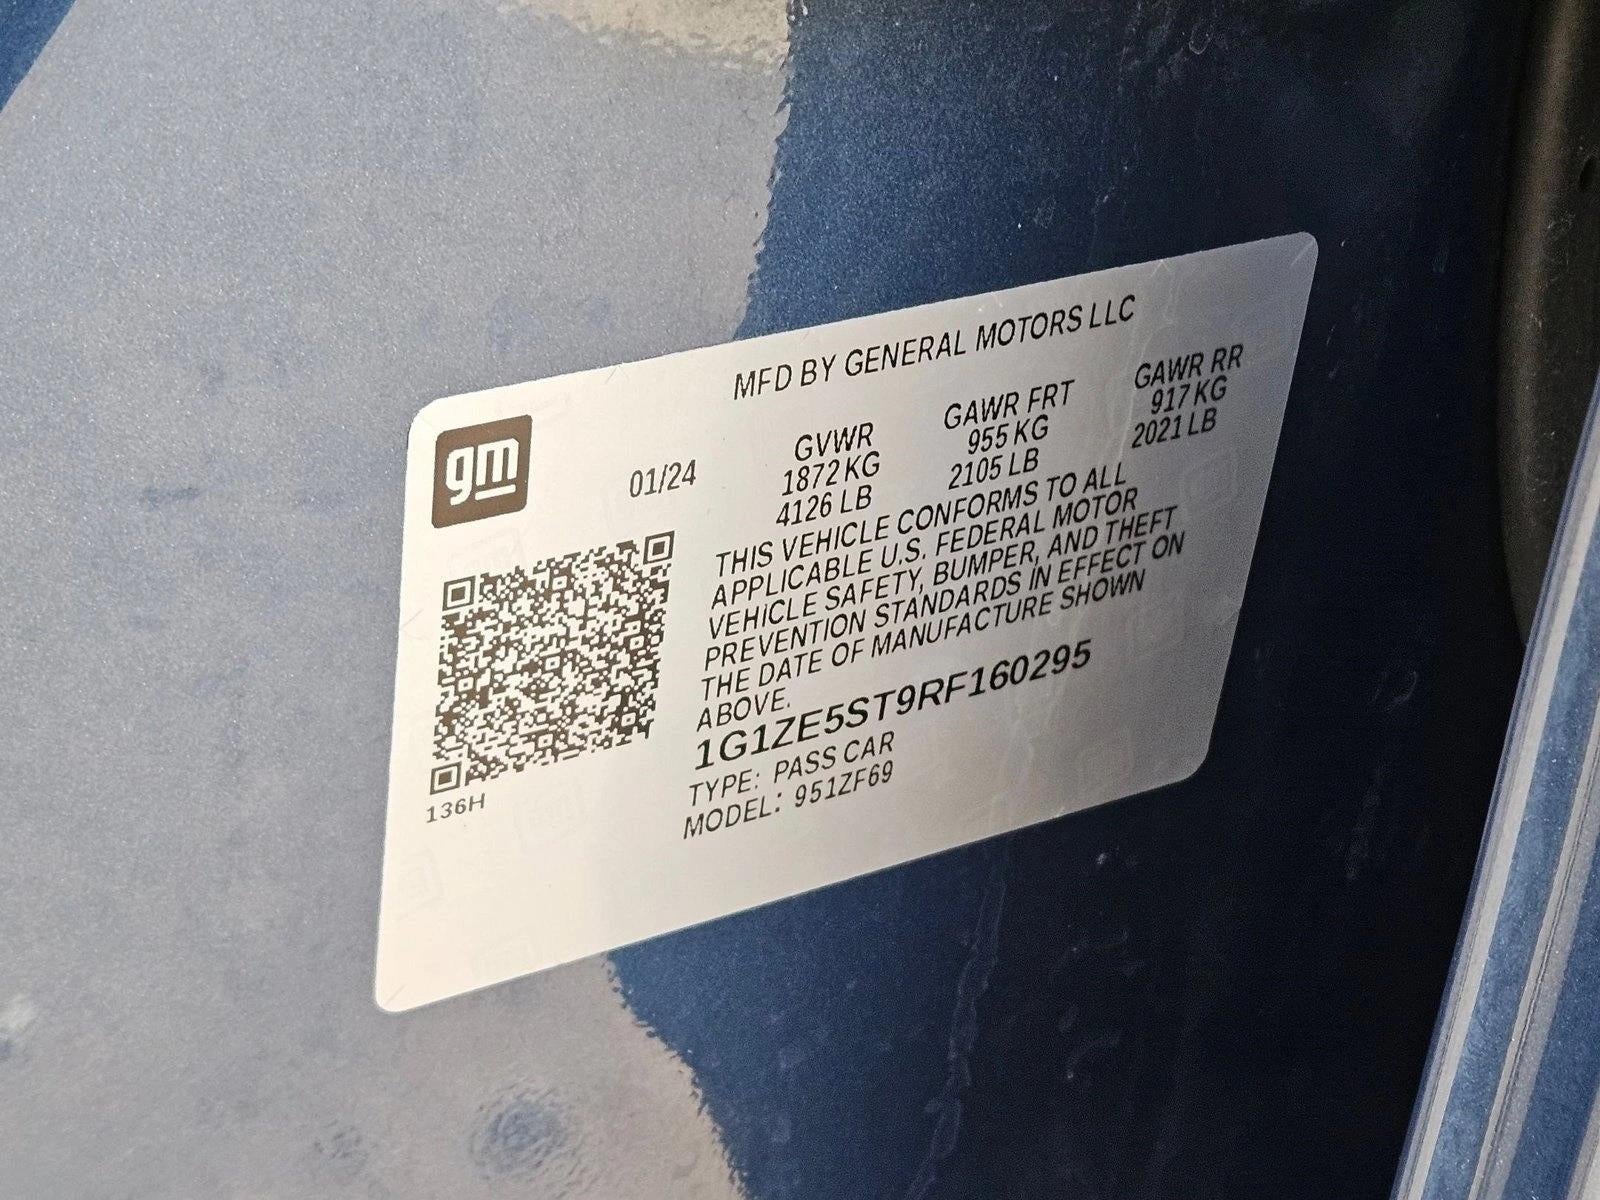 MFD BY GENERAL MOTORS LLC
gm
01/24
GVWR GAWR FRT GAWR RR
1872 KG 955 KG 917 KG
4126 LB 2105 LB 2021 LB
THIS VEHICLE CONFORMS TO ALL
APPLICABLE U.S. FEDERAL MOTOR
VEHICLE SAFETY, BUMPER, AND THEFT
PREVENTION STANDARDS IN EFFECT ON
THE DATE OF MANUFACTURE SHOWN
ABOVE.
1G1ZE5ST9RF160295
TYPE: PASS CAR
MODEL: 951ZF69
136H